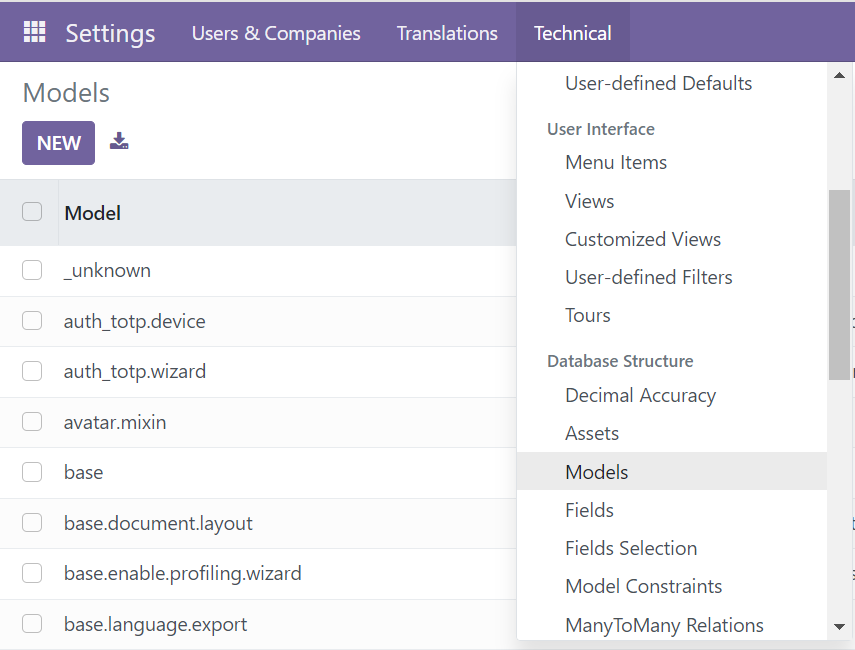 Settings Users & Companies Translations Technical
Models
NEW
Model
_unknown
auth_totp.device
auth_totp.wizard
avatar.mixin
base
base.document.layout
base.enable.profiling.wizard
base.language.export
User-defined Defaults
User Interface
Menu Items
Views
Customized Views
User-defined Filters
Tours
Database Structure
Decimal Accuracy
Assets
Models
Fields
Fields Selection
Model Constraints
ManyToMany Relations